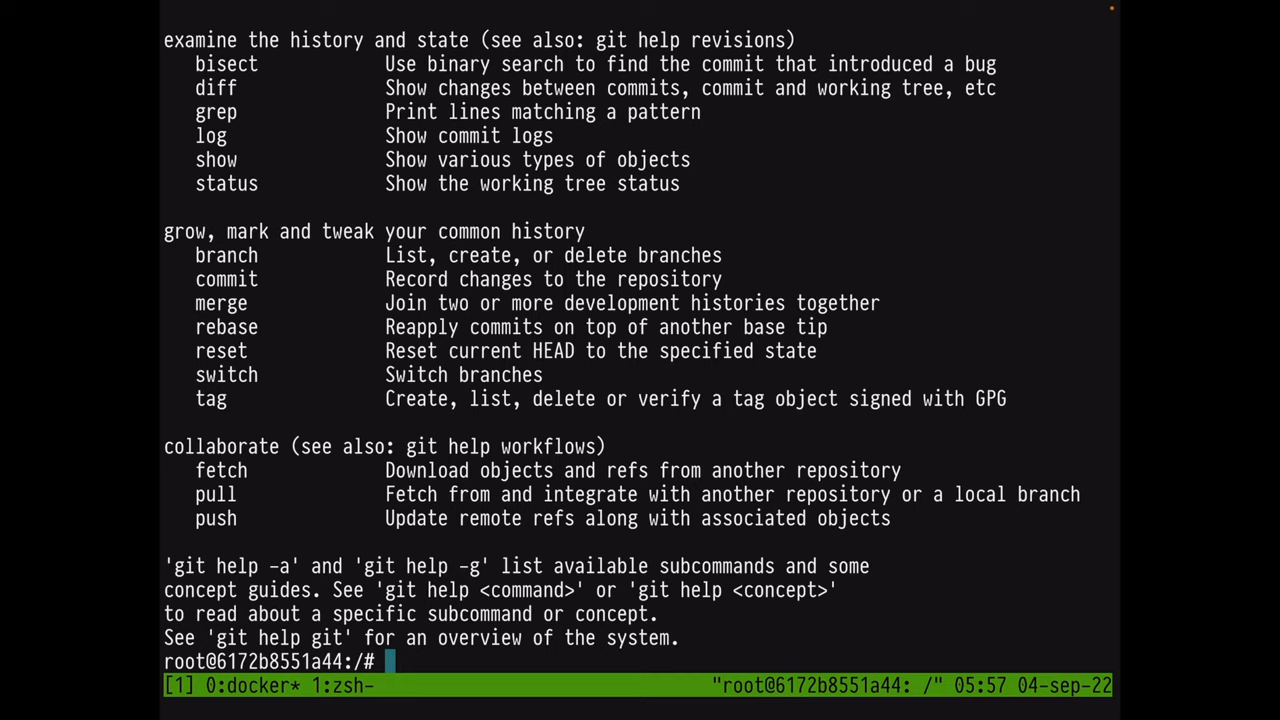 examine the history and state (see also: git help revisions)
bisect Use binary search to find the commit that introduced a bug
diff Show changes between commits, commit and working tree, etc
grep Print lines matching a pattern
log Show commit logs
show Show various types of objects
status Show the working tree status
grow, mark and tweak your common history
branch List, create, or delete branches
commit Record changes to the repository
merge Join two or more development histories together
rebase Reapply commits on top of another base tip
reset Reset current HEAD to the specified state
switch Switch branches
tag Create, list, delete or verify a tag object signed with GPG
collaborate (see also: git help workflows)
fetch Download objects and refs from another repository
pull Fetch from and integrate with another repository or a local branch
push Update remote refs along with associated objects
'git help -a' and 'git help -g' list available subcommands and some
concept guides. See 'git help <command>' or 'git help <concept>'
to read about a specific subcommand or concept.
See 'git help git' for an overview of the system.
root@6172b8551a44:/#
[1] 0:docker* 1:zsh- "root@6172b8551a44: /" 05:57 04-sep-22